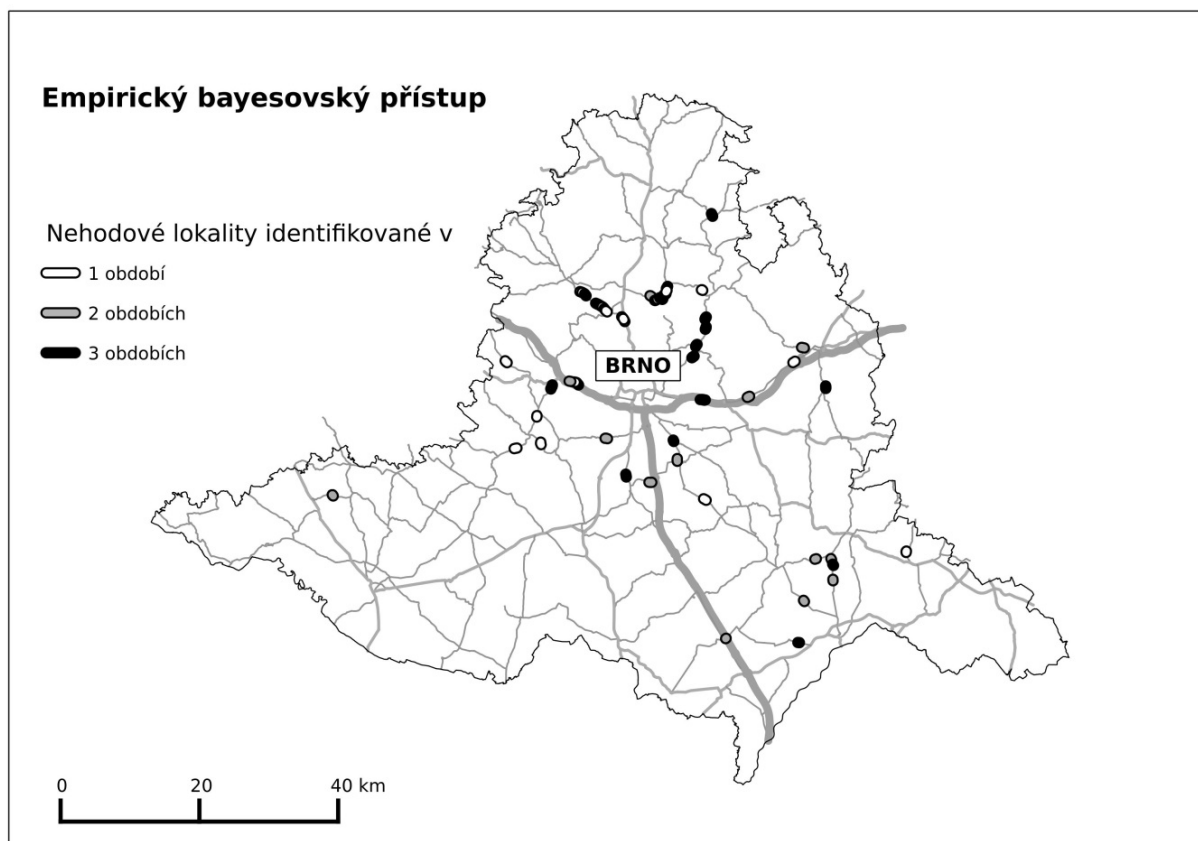 Empirický bayesovský přístup
Nehodové lokality identifikované v
1 období
2 obdobích
3 obdobích
BRNO
0 20 40 km